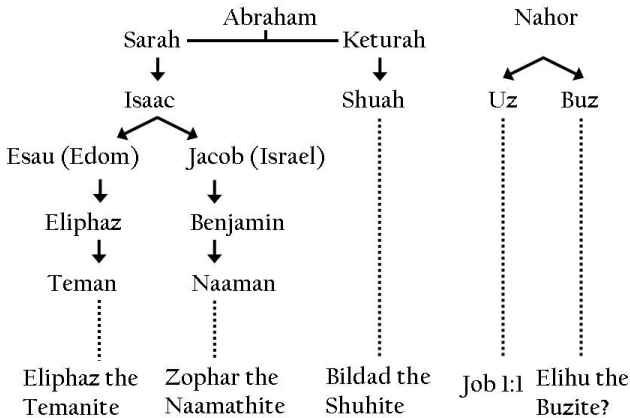 Abraham
Nahor
Sarah
Keturah
Isaac
Shuah
Uz
Buz
Esau (Edom)
Jacob (Israel)
Eliphaz
Benjamin
Teman
Naaman
Eliphaz the
Temanite
Zophar the
Naamathite
Bildad the
Shuhite
Job 1:1
Elihu the
Buzite?